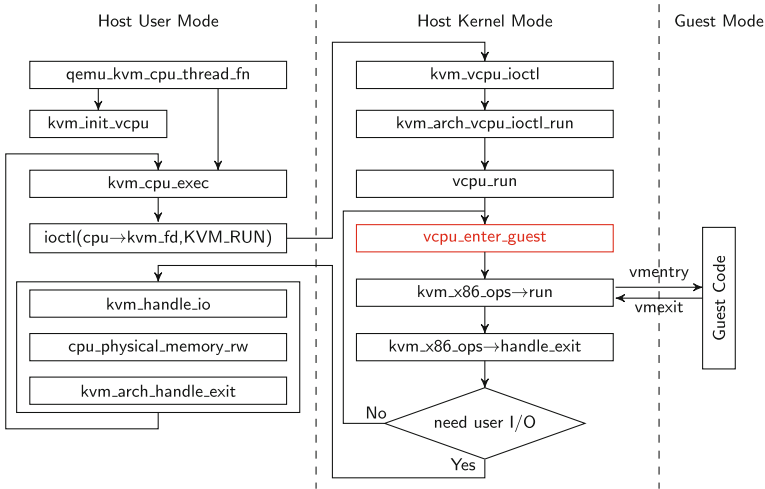 Host User Mode
Host Kernel Mode
Guest Mode
qemu_kvm_cpu_thread_fn
kvm_init_vcpu
kvm_cpu_exec
ioctl(cpu→kvm_fd,KVM_RUN)
kvm_handle_io
cpu_physical_memory_rw
kvm_arch_handle_exit
kvm_vcpu_ioctl
kvm_arch_vcpu_ioctl_run
vcpu_run
vcpu_enter_guest
kvm_x86_ops→run
kvm_x86_ops→handle_exit
need user I/O
No
Yes
vmentry
vmexit
Guest Code